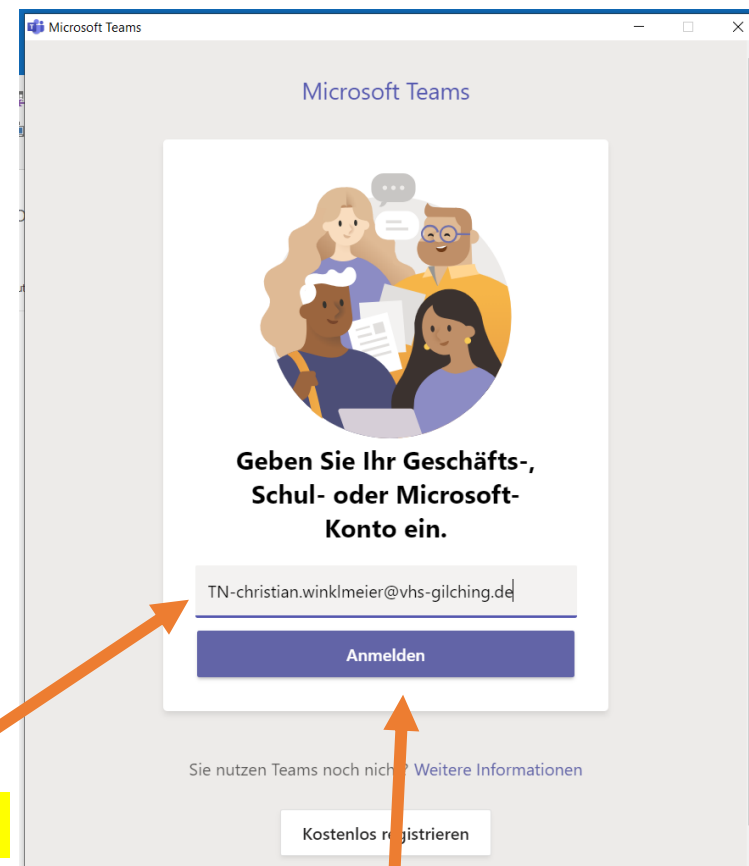 Microsoft Teams
Microsoft Teams
Geben Sie Ihr Geschäfts-,
Schul- oder Microsoft-
Konto ein.
TN-christian.winklmeier@vhs-gilching.de
Anmelden
Sie nutzen Teams noch nicht? Weitere Informationen
Kostenlos registrieren